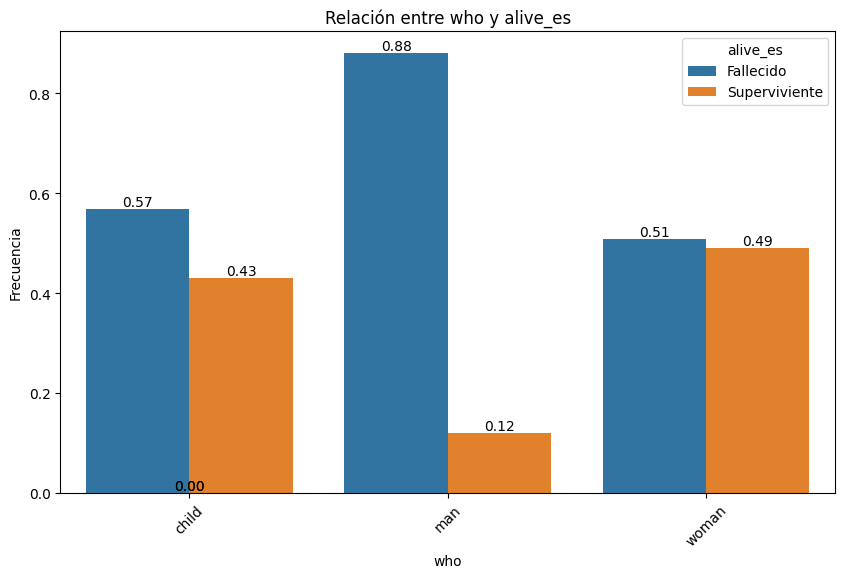 Relación entre who y alive_es
alive_es
Fallecido
Superviviente
Frecuencia
0.8
0.6
0.4
0.2
0.0
0.57
0.43
0.00
0.88
0.12
0.51
0.49
child
man
woman
who